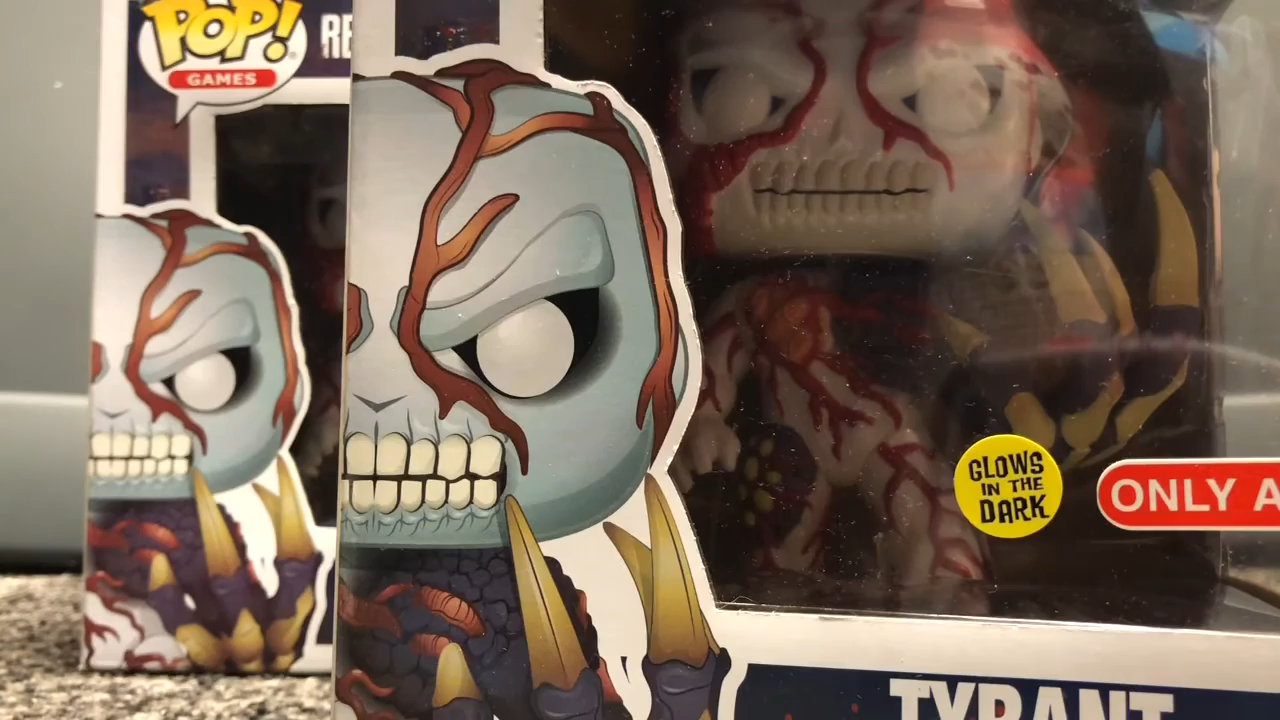 POP!
GAMES
RE
GLOWS
IN THE
DARK
ONLY A
TYRANT